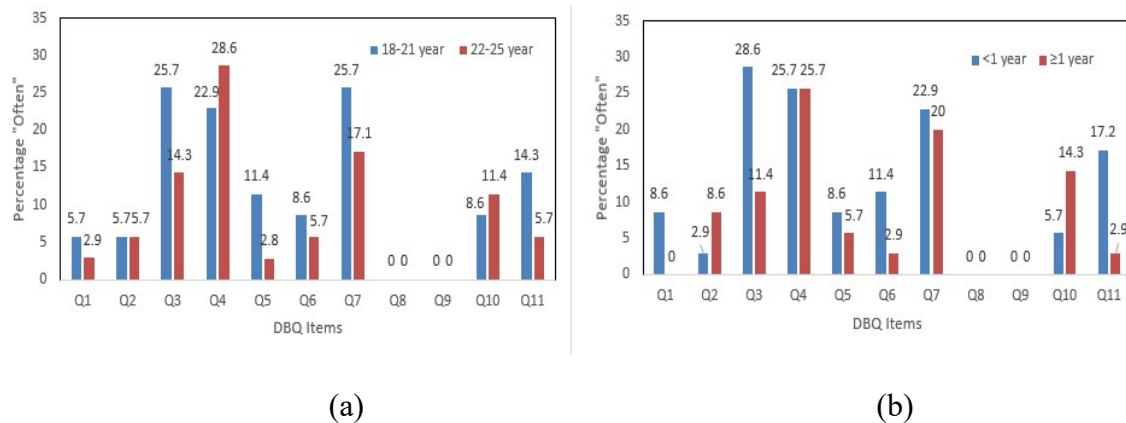 35
30
25
20
15
10
5
0
Percentage "Often"
18-21 year 22-25 year
5.7 2.9 5.7 5.7 25.7 14.3 22.9 28.6 11.4 2.8 8.6 5.7 25.7 17.1 0 0 0 0 8.6 11.4 14.3 5.7
Q1 Q2 Q3 Q4 Q5 Q6 Q7 Q8 Q9 Q10 Q11
DBQ Items
(a)
35
30
25
20
15
10
5
0
Percentage "Often"
<1 year ≥1 year
8.6 0 2.9 8.6 28.6 11.4 25.7 25.7 8.6 5.7 11.4 2.9 22.9 20 0 0 0 0 5.7 14.3 17.2 2.9
Q1 Q2 Q3 Q4 Q5 Q6 Q7 Q8 Q9 Q10 Q11
DBQ Items
(b)